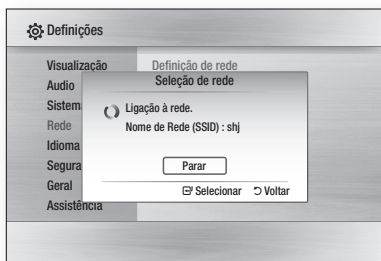 Definições
Visualização
Definição de rede
Audio
Seleção de rede
Sistem
Ligação à rede.
Rede
Nome de Rede (SSID) : shj
Idioma
Segura
Parar
Geral
Selecionar Voltar
Assistência